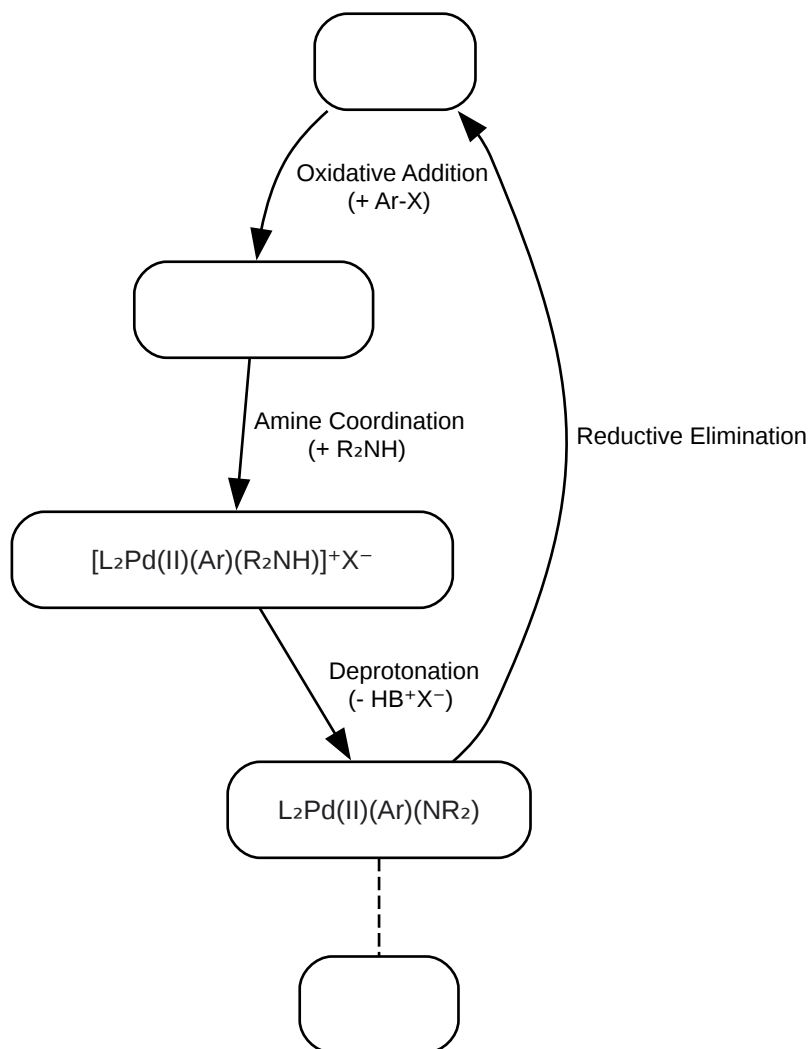 Oxidative Addition
(+ Ar-X)
Amine Coordination
(+ R₂NH)
Reductive Elimination
[L₂Pd(II)(Ar)(R₂NH)]⁺X⁻
Deprotonation
(- HB⁺X⁻)
L₂Pd(II)(Ar)(NR₂)